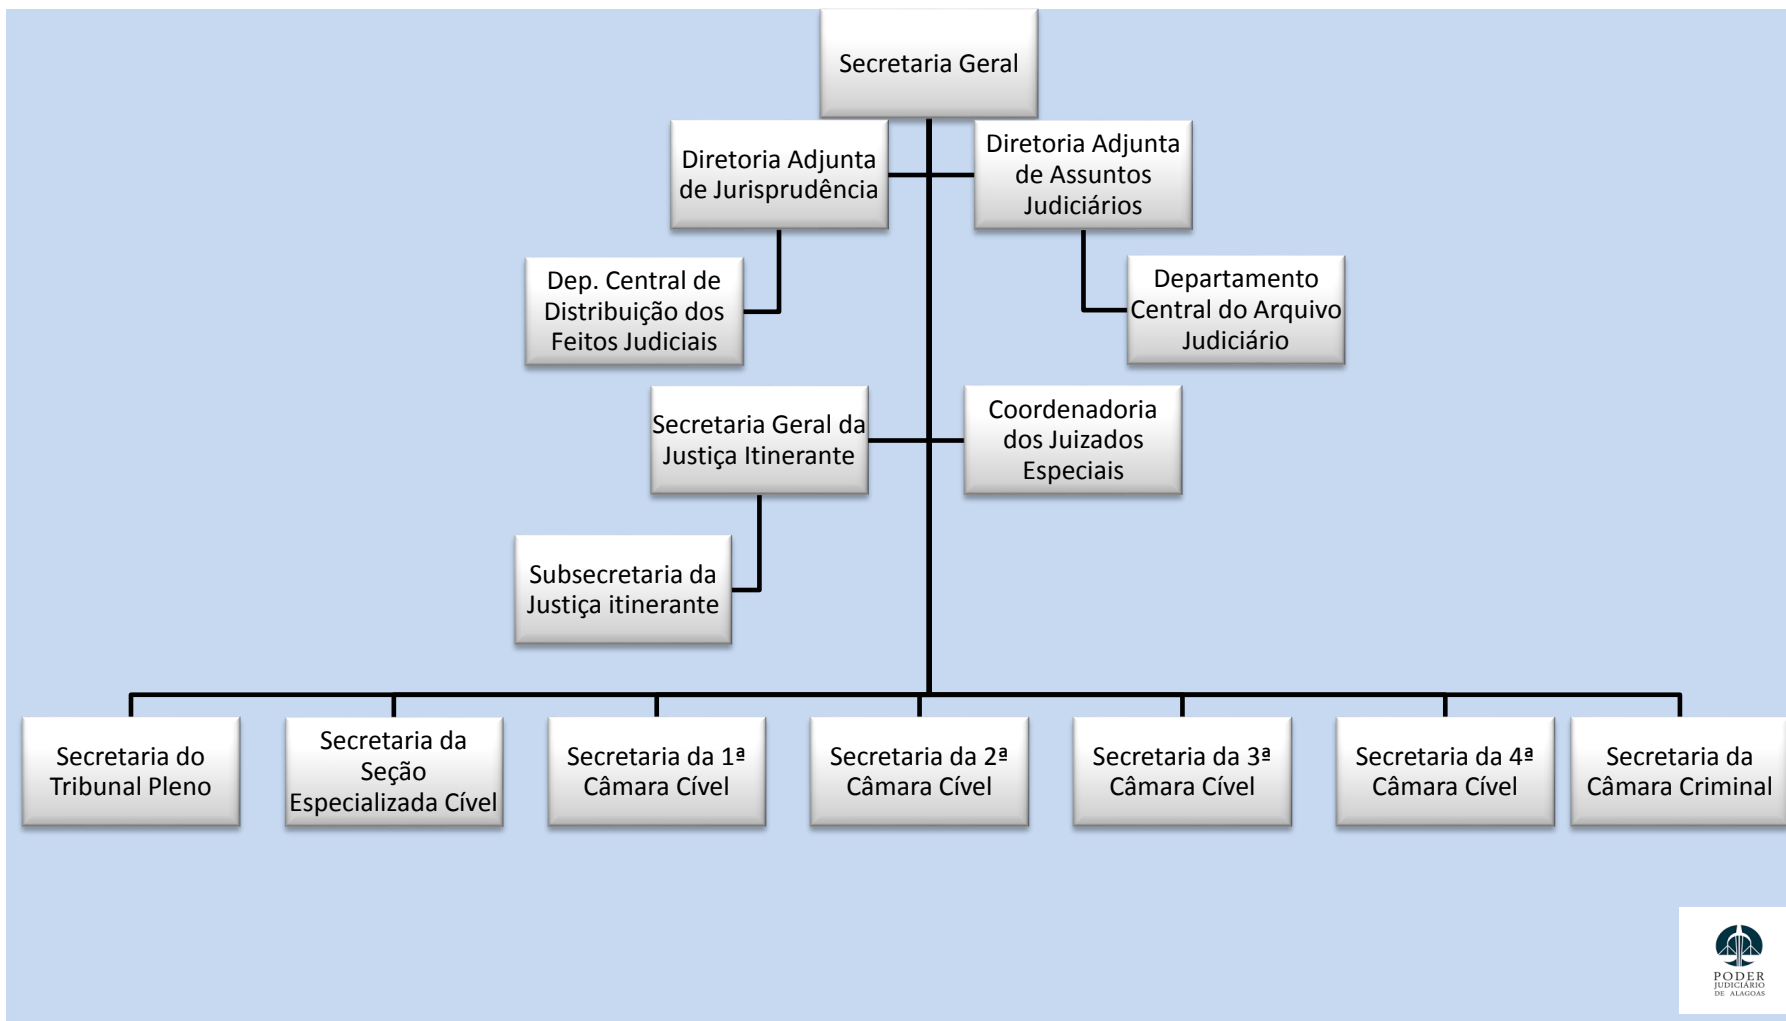 Secretaria Geral
Diretoria Adjunta
de Jurisprudência
Diretoria Adjunta
de Assuntos
Judiciários
Dep. Central de
Distribuição dos
Feitos Judiciais
Departamento
Central do Arquivo
Judiciário
Secretaria Geral da
Justiça Itinerante
Coordenadoria
dos Juizados
Especiais
Subsecretaria da
Justiça itinerante
Secretaria do
Tribunal Pleno
Secretaria da
Seção
Especializada Cível
Secretaria da 1ª
Câmara Cível
Secretaria da 2ª
Câmara Cível
Secretaria da 3ª
Câmara Cível
Secretaria da 4ª
Câmara Cível
Secretaria da
Câmara Criminal
PODER
JUDICIÁRIO
DE ALAGOAS